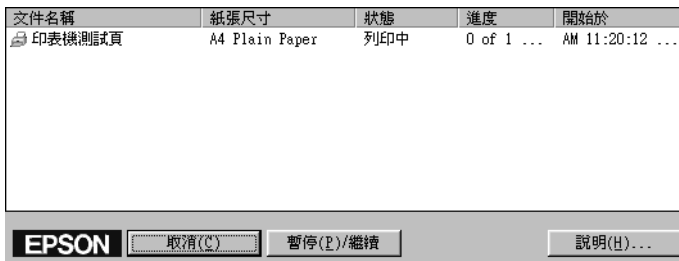 文件名稱 紙張尺寸 狀態 進度 開始於
印表機測試頁 A4 Plain Paper 列印中 0 of 1 ... AM 11:20:12 ...
EPSON 取消(C) 暫停(P)/繼續 說明(H)...